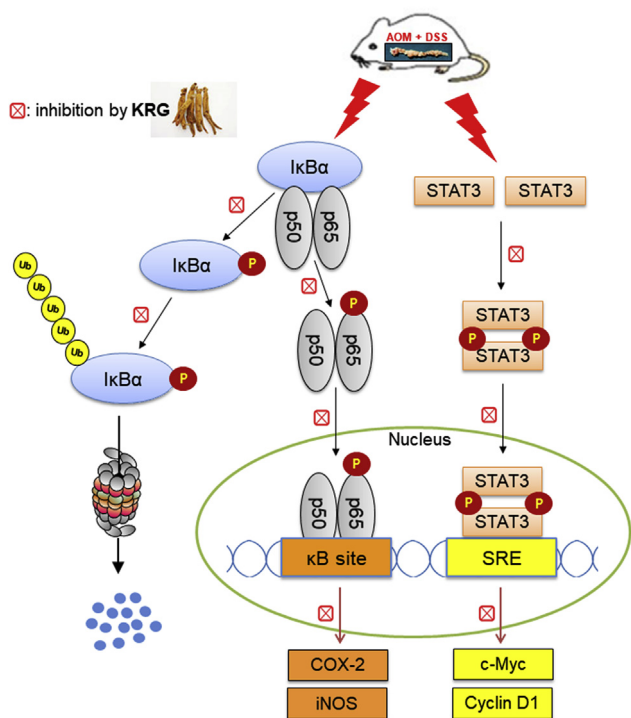 AOM + DSS
: inhibition by KRG
IκBα
p50
p65
STAT3
STAT3
IκBα
P
P
p50
p65
STAT3
P
P
STAT3
Ub
Ub
Ub
Ub
Ub
IκBα
P
Nucleus
P
p50
p65
STAT3
P
P
STAT3
κB site
SRE
COX-2
c-Myc
iNOS
Cyclin D1